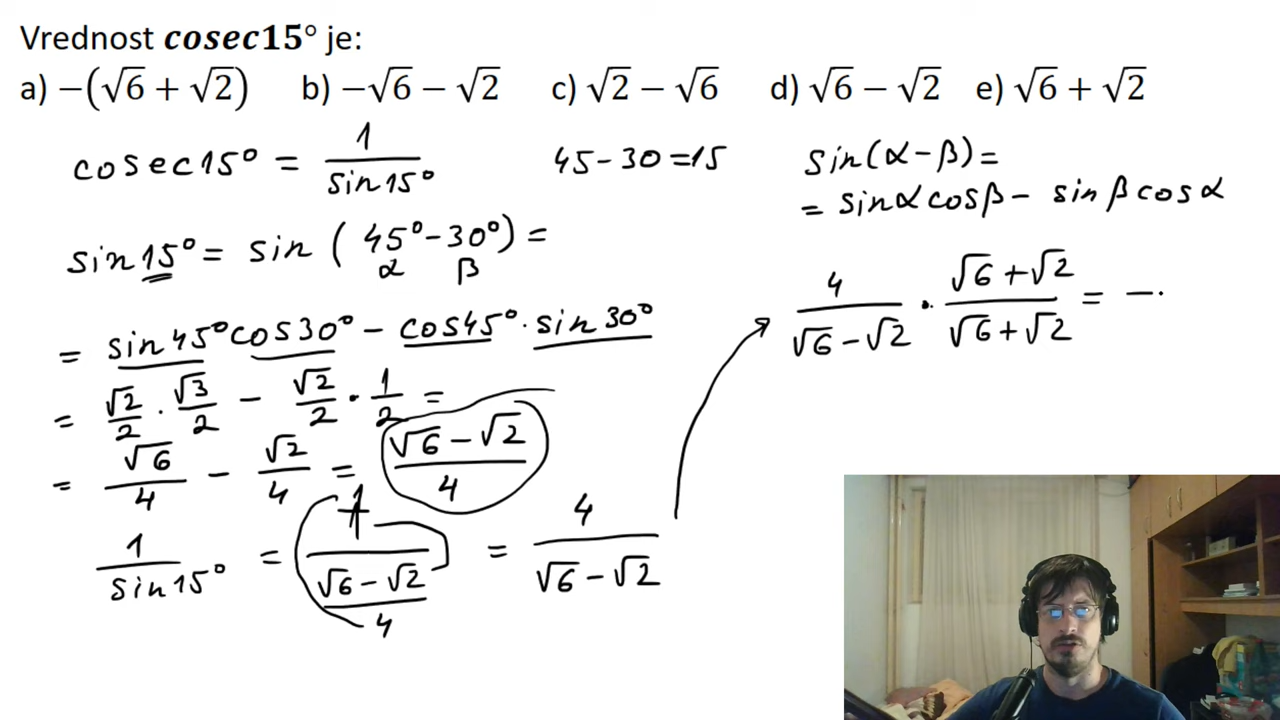 Vrednost cosec15° je:
a) −(√6 + √2) b) −√6 − √2 c) √2 − √6 d) √6 − √2 e) √6 + √2
cosec15° = 1/sin15°
45 − 30 = 15
sin(α − β) =
= sinα cosβ − sinβ cosα
sin15° = sin (45° − 30°) =
α β
= sin45° cos30° − cos45° · sin30°
= √2/2 · √3/2 − √2/2 · 1/2 =
= √6/4 − √2/4 = (√6 − √2)/4
1/sin15° = 1/((√6 − √2)/4) = 4/(√6 − √2)
4/(√6 − √2) · (√6 + √2)/(√6 + √2) = —·